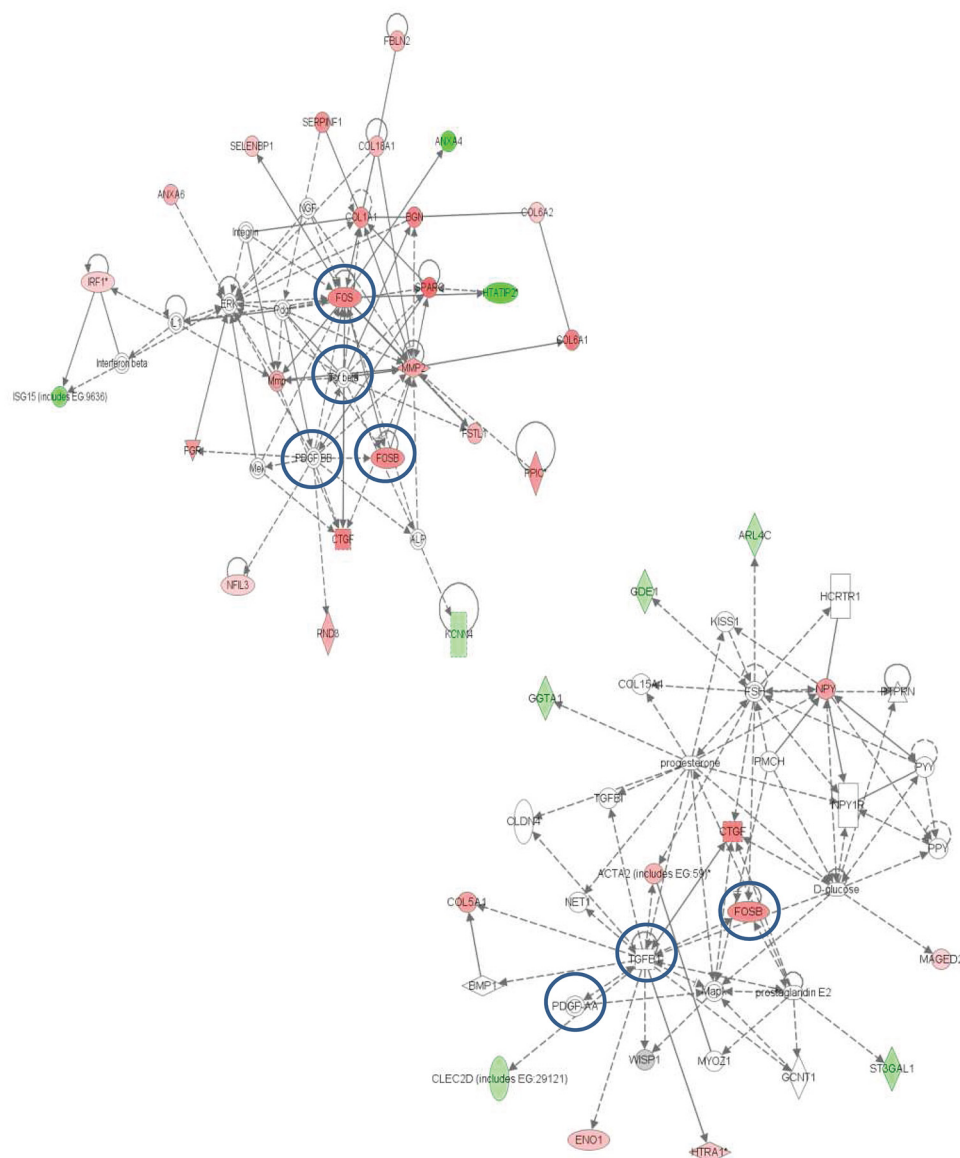 FBLN2
SERPINF1
SELENBP1
COL18A1
ANXA4
ANXA6
NGF
COL1A1
BGN
COL6A2
Integrin
IRF1*
ERK
FOS
SPARC
HTATIP2*
IL1
COL6A1
Interferon beta
Mmp
Tgf beta
MMP2
ISG15 (includes EG:9636)
FSTL1
FGR
Mek
PDGF BB
FOSB
PPIC*
CTGF
ALP
NFIL3
RND3
KCNN4
ARL4C
GDE1
HCRTR1
KISS1
COL15A1
FSH
NPY
PTPRN
GGTA1
progesterone
PMCH
PYY
TGFBI
NPY1R
CLDN4
CTGF
PPY
ACTA2 (includes EG:59)*
D-glucose
COL5A1
NET1
FOSB
MAGED2
BMP1
PDGF-AA
Mapk
prostaglandin E2
CLEC2D (includes EG:29121)
WISP1
MYOZ1
GCNT1
ST3GAL1
ENO1
HTRA1*